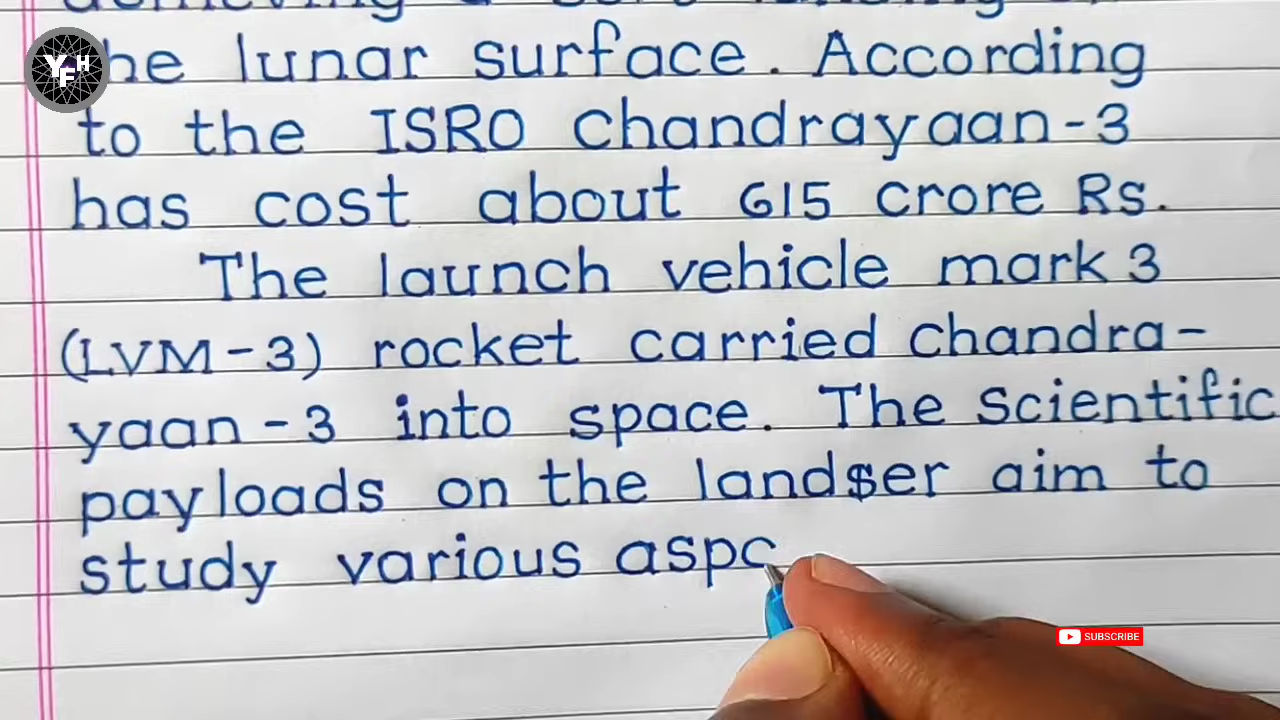 the lunar surface. According
to the ISRO Chandrayaan-3
has cost about 615 crore Rs.
The launch vehicle mark 3
(LVM-3) rocket carried Chandra-
yaan-3 into space. The Scientific
payloads on the landser aim to
study various aspc
YFH
SUBSCRIBE